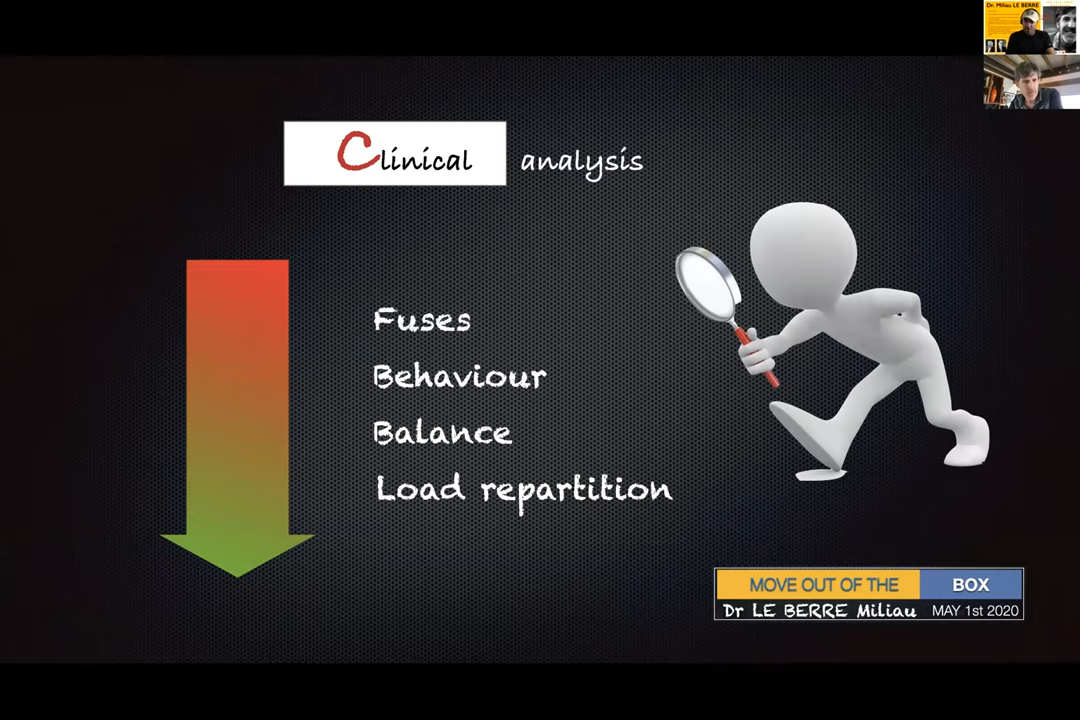 Dr. Miliau LE BERRE
Clinical analysis
Fuses
Behaviour
Balance
Load repartition
MOVE OUT OF THE BOX
Dr LE BERRE Miliau MAY 1st 2020